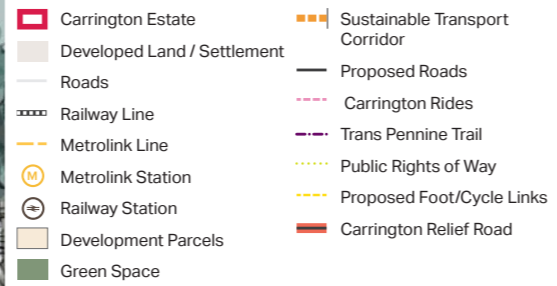 Carrington Estate
Developed Land / Settlement
Roads
Railway Line
Metrolink Line
M
Metrolink Station
Railway Station
Development Parcels
Green Space
Sustainable Transport
Corridor
Proposed Roads
Carrington Rides
Trans Pennine Trail
Public Rights of Way
Proposed Foot/Cycle Links
Carrington Relief Road